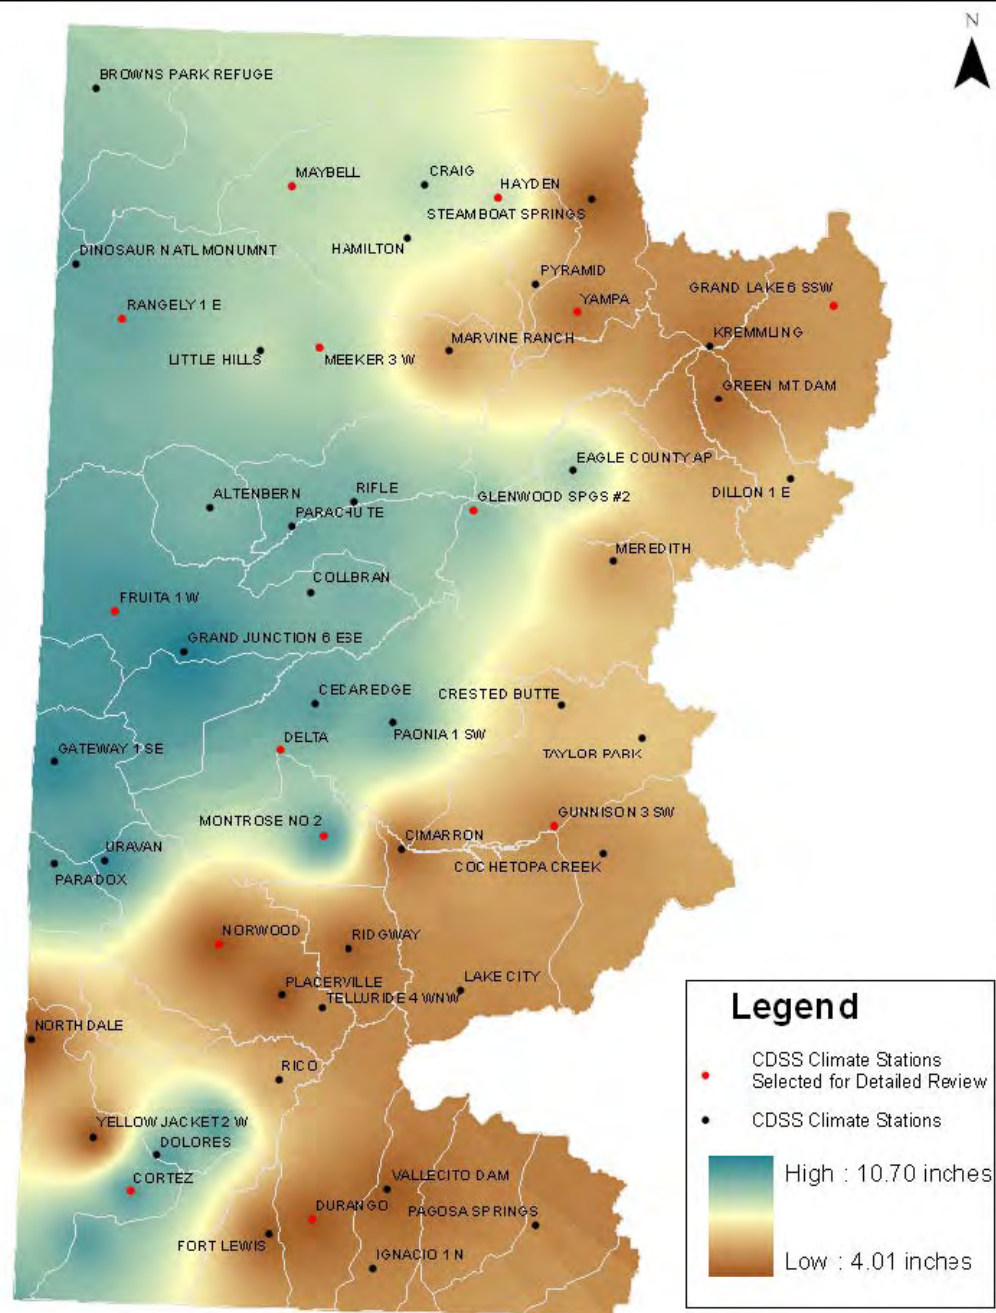 N
BROWNS PARK REFUGE
MAYBELL
CRAIG
HAYDEN
STEAMBOAT SPRINGS
HAMILTON
DINOSAUR NATL MONUMNT
PYRAMID
GRAND LAKE 6 SSW
YAMPA
RANGELY 1 E
KREMMLING
MARVINE RANCH
LITTLE HILLS
MEEKER 3 W
GREEN MT DAM
EAGLE COUNTY AP
ALTENBERN
RIFLE
GLENWOOD SPGS #2
DILLON 1 E
PARACHUTE
MEREDITH
COLLBRAN
FRUITA 1 W
GRAND JUNCTION 6 ESE
CEDAREDGE
CRESTED BUTTE
DELTA
PAONIA 1 SW
GATEWAY 1 SE
TAYLOR PARK
MONTROSE NO 2
GUNNISON 3 SW
CIMARRON
URAVAN
COCHETOPA CREEK
PARADOX
NORWOOD
RIDGWAY
PLACERVILLE
LAKE CITY
TELLURIDE 4 WNW
NORTHDALE
RICO
YELLOW JACKET 2 W
DOLORES
CORTEZ
VALLECITO DAM
DURANGO
PAGOSA SPRINGS
FORT LEWIS
IGNACIO 1 N
Legend
CDSS Climate Stations
Selected for Detailed Review
CDSS Climate Stations
High : 10.70 inches
Low : 4.01 inches